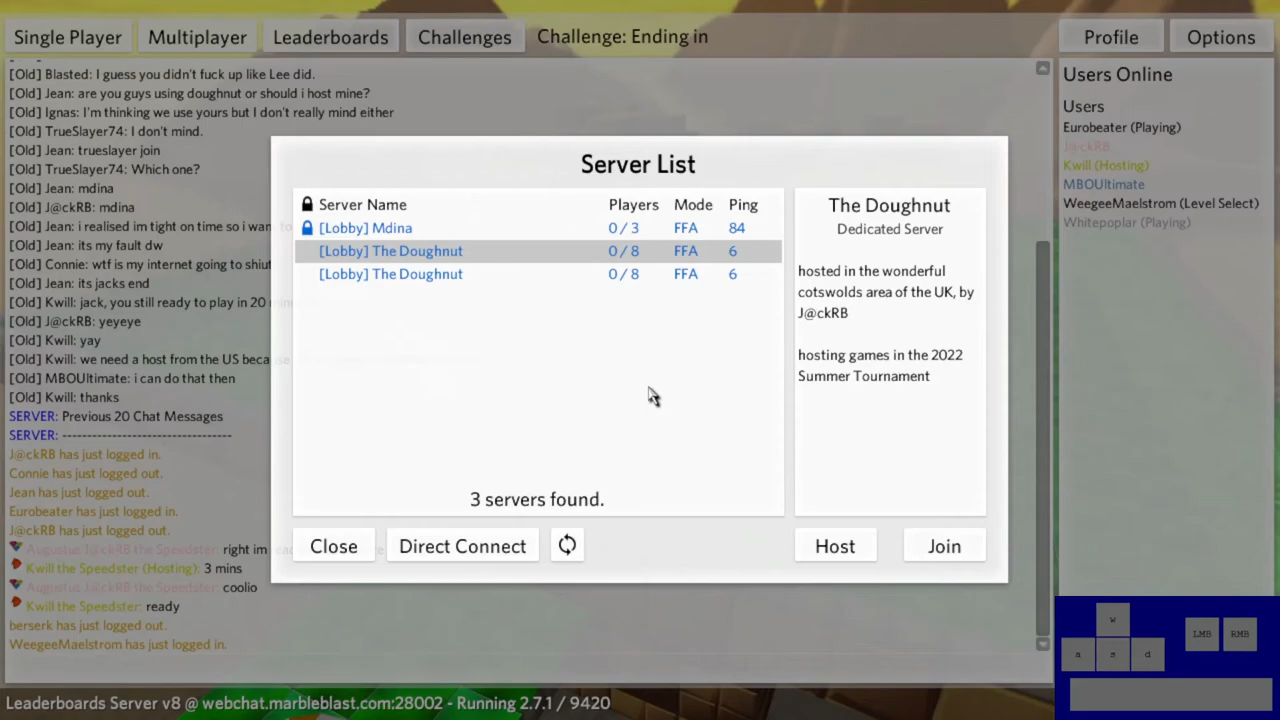 Single Player
Multiplayer
Leaderboards
Challenges
Challenge: Ending in
Profile
Options
[Old] Blasted: I guess you didn't fuck up like Lee did.
[Old] Jean: are you guys using doughnut or should i host mine?
[Old] Ignas: I'm thinking we use yours but I don't really mind either
[Old] TrueSlayer74: I don't mind.
[Old] Jean: trueslayer join
[Old] TrueSlayer74: Which one?
[Old] Jean: mdina
[Old] J@ckRB: mdina
[Old] Jean: i realised im tight on time so i wan
[Old] Jean: its my fault dw
[Old] Connie: wtf is my internet going to shiut
[Old] Jean: its jacks end
[Old] Kwill: jack, you still ready to play in 20 min
[Old] J@ckRB: yeyeye
[Old] Kwill: yay
[Old] Kwill: we need a host from the US becau
[Old] MBOUltimate: i can do that then
[Old] Kwill: thanks
SERVER: Previous 20 Chat Messages
SERVER: --------------------------------
J@ckRB has just logged in.
Connie has just logged out.
Jean has just logged out.
Eurobeater has just logged in.
J@ckRB has just logged out.
Augustus J@ckRB the Speedster: right im
Kwill the Speedster (Hosting): 3 mins
Augustus J@ckRB the Speedster: coolio
Kwill the Speedster: ready
berserk has just logged out.
WeegeeMaelstrom has just logged in.
Server List
Server Name Players Mode Ping
[Lobby] Mdina 0 / 3 FFA 84
[Lobby] The Doughnut 0 / 8 FFA 6
[Lobby] The Doughnut 0 / 8 FFA 6
3 servers found.
The Doughnut
Dedicated Server
hosted in the wonderful
cotswolds area of the UK, by
J@ckRB
hosting games in the 2022
Summer Tournament
Close
Direct Connect
Host
Join
Users Online
Users
Eurobeater (Playing)
J@ckRB
Kwill (Hosting)
MBOUltimate
WeegeeMaelstrom (Level Select)
Whitepoplar (Playing)
w
a s d
LMB RMB
Leaderboards Server v8 @ webchat.marbleblast.com:28002 - Running 2.7.1 / 9420